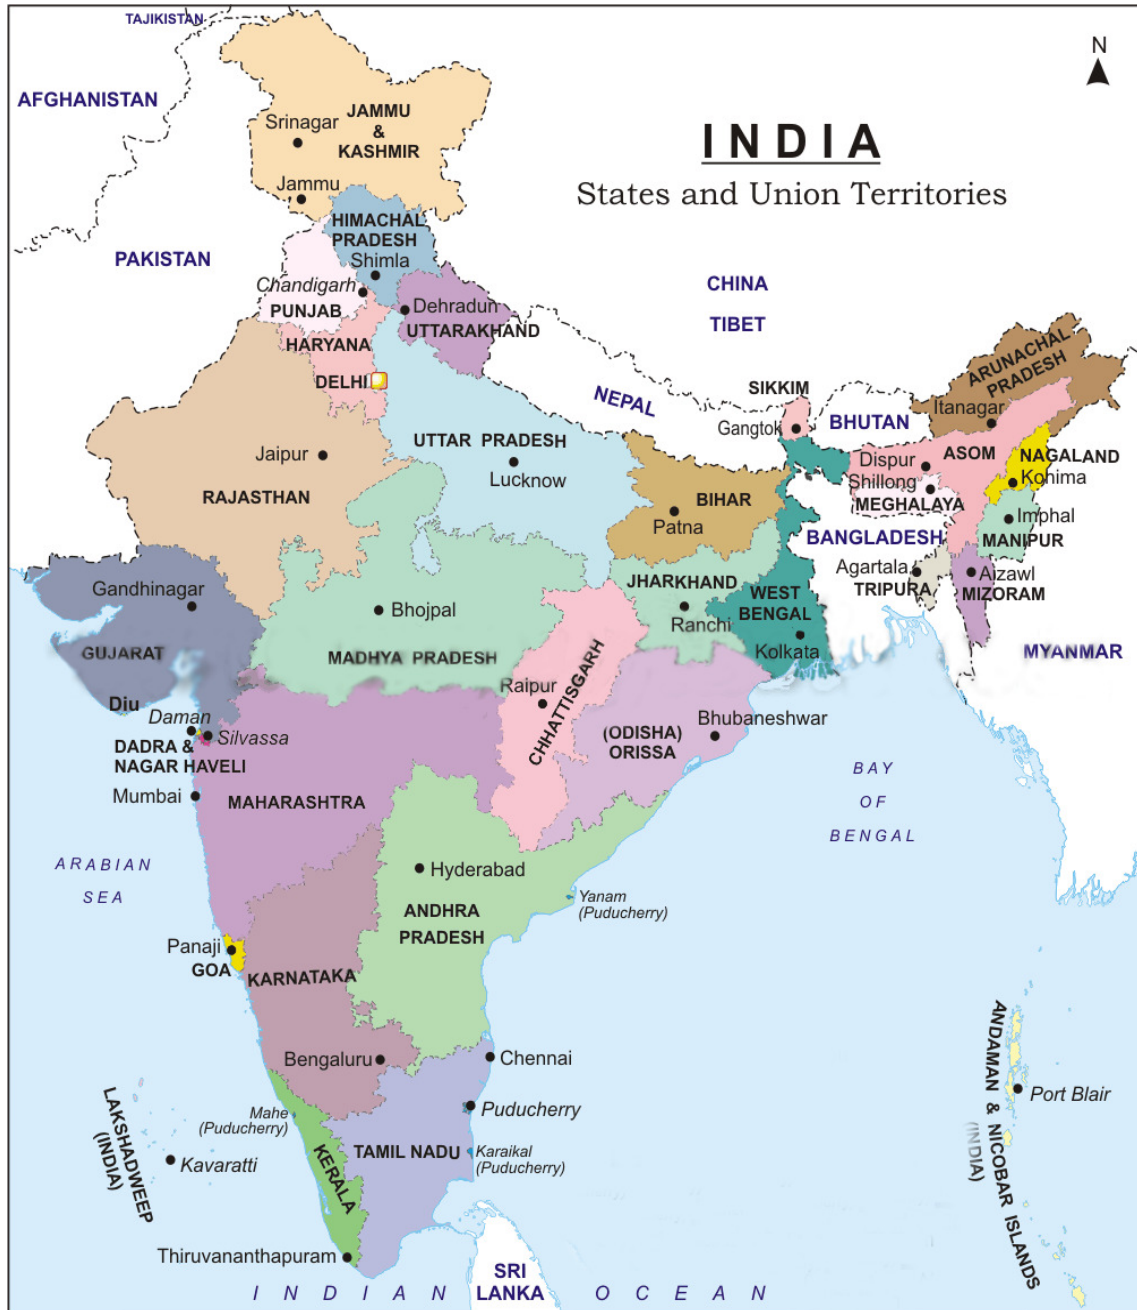 TAJIKISTAN
N
AFGHANISTAN
JAMMU
&
KASHMIR
Srinagar
INDIA
States and Union Territories
Jammu
HIMACHAL
PRADESH
Shimla
PAKISTAN
Chandigarh
PUNJAB
CHINA
TIBET
Dehradun
UTTARAKHAND
HARYANA
DELHI
ARUNACHAL
PRADESH
Itanagar
NEPAL
SIKKIM
Gangtok
BHUTAN
UTTAR PRADESH
Lucknow
Jaipur
RAJASTHAN
Dispur
ASOM
NAGALAND
Kohima
Shillong
MEGHALAYA
BIHAR
Patna
Imphal
MANIPUR
BANGLADESH
Agartala
TRIPURA
Aizawl
MIZORAM
Gandhinagar
GUJARAT
Bhojpal
MADHYA PRADESH
JHARKHAND
Ranchi
WEST
BENGAL
Kolkata
MYANMAR
Diu
Daman
Silvassa
DADRA &
NAGAR HAVELI
Mumbai
MAHARASHTRA
Raipur
CHHATTISGARH
(ODISHA)
ORISSA
Bhubaneshwar
BAY
OF
BENGAL
ARABIAN
SEA
Hyderabad
ANDHRA
PRADESH
Yanam
(Puducherry)
Panaji
GOA
KARNATAKA
Bengaluru
Chennai
ANDAMAN & NICOBAR ISLANDS
(INDIA)
Port Blair
LAKSHADWEEP
(INDIA)
Kavaratti
Mahe
(Puducherry)
KERALA
TAMIL NADU
Puducherry
Karaikal
(Puducherry)
Thiruvananthapuram
SRI
LANKA
INDIAN OCEAN